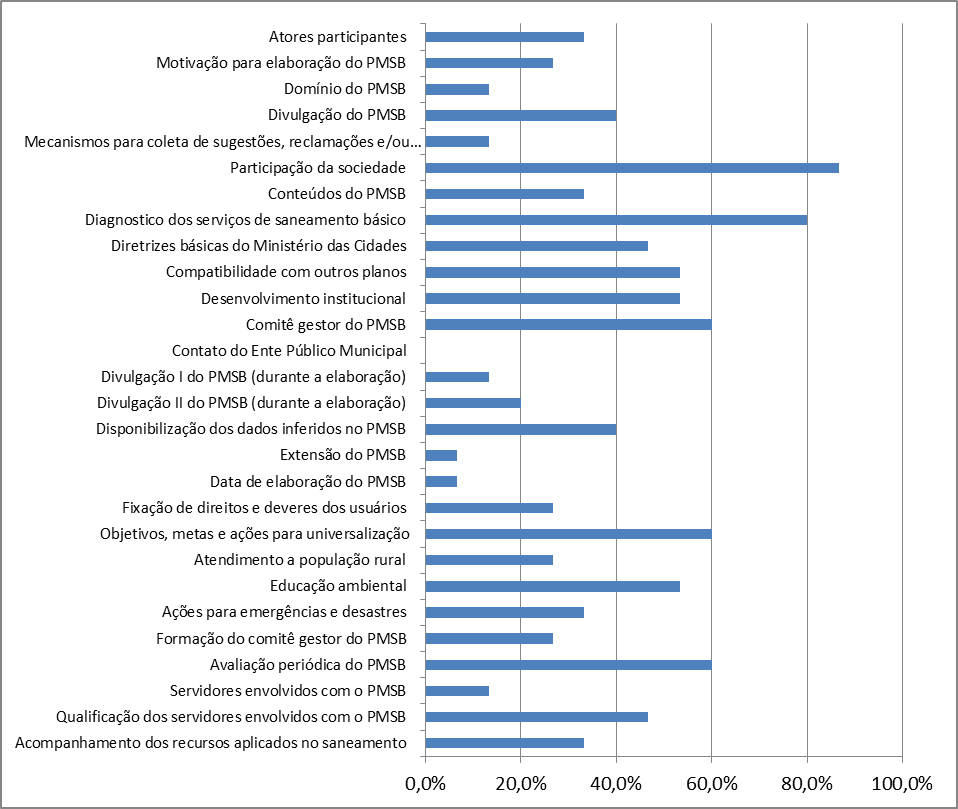 Atores participantes
Motivação para elaboração do PMSB
Domínio do PMSB
Divulgação do PMSB
Mecanismos para coleta de sugestões, reclamações e/ou...
Participação da sociedade
Conteúdos do PMSB
Diagnostico dos serviços de saneamento básico
Diretrizes básicas do Ministério das Cidades
Compatibilidade com outros planos
Desenvolvimento institucional
Comitê gestor do PMSB
Contato do Ente Público Municipal
Divulgação I do PMSB (durante a elaboração)
Divulgação II do PMSB (durante a elaboração)
Disponibilização dos dados inferidos no PMSB
Extensão do PMSB
Data de elaboração do PMSB
Fixação de direitos e deveres dos usuários
Objetivos, metas e ações para universalização
Atendimento a população rural
Educação ambiental
Ações para emergências e desastres
Formação do comitê gestor do PMSB
Avaliação periódica do PMSB
Servidores envolvidos com o PMSB
Qualificação dos servidores envolvidos com o PMSB
Acompanhamento dos recursos aplicados no saneamento
0,0% 20,0% 40,0% 60,0% 80,0% 100,0%